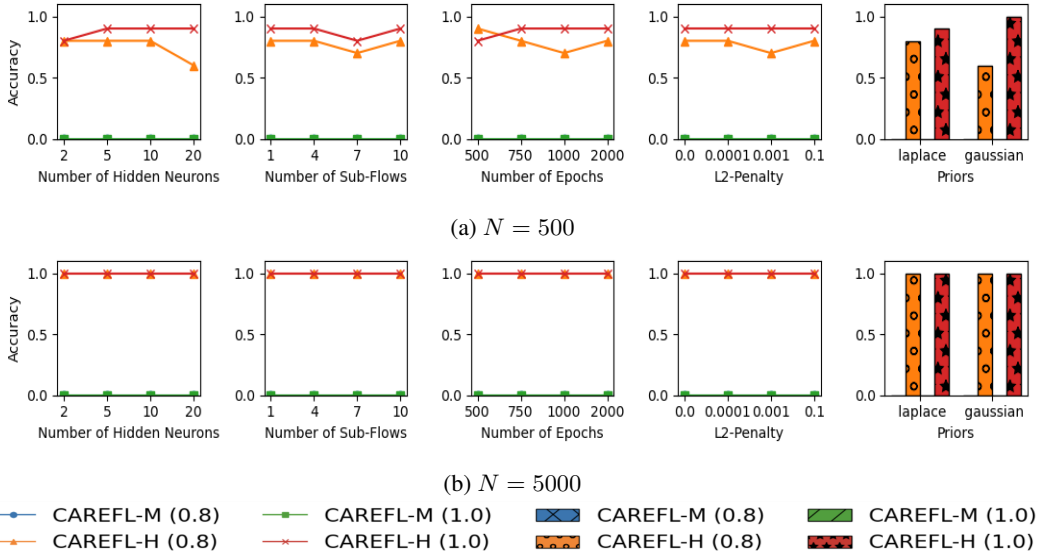 1.0 0.5 0.0 Accuracy
2 5 10 20 1 4 7 10 500 750 1000 2000 0.0 0.0001 0.001 0.1 laplace gaussian
Number of Hidden Neurons Number of Sub-Flows Number of Epochs L2-Penalty Priors
(a) N = 500
1.0 0.5 0.0 Accuracy
2 5 10 20 1 4 7 10 500 750 1000 2000 0.0 0.0001 0.001 0.1 laplace gaussian
Number of Hidden Neurons Number of Sub-Flows Number of Epochs L2-Penalty Priors
(b) N = 5000
CAREFL-M (0.8) CAREFL-M (1.0) CAREFL-M (0.8) CAREFL-M (1.0)
CAREFL-H (0.8) CAREFL-H (1.0) CAREFL-H (0.8) CAREFL-H (1.0)